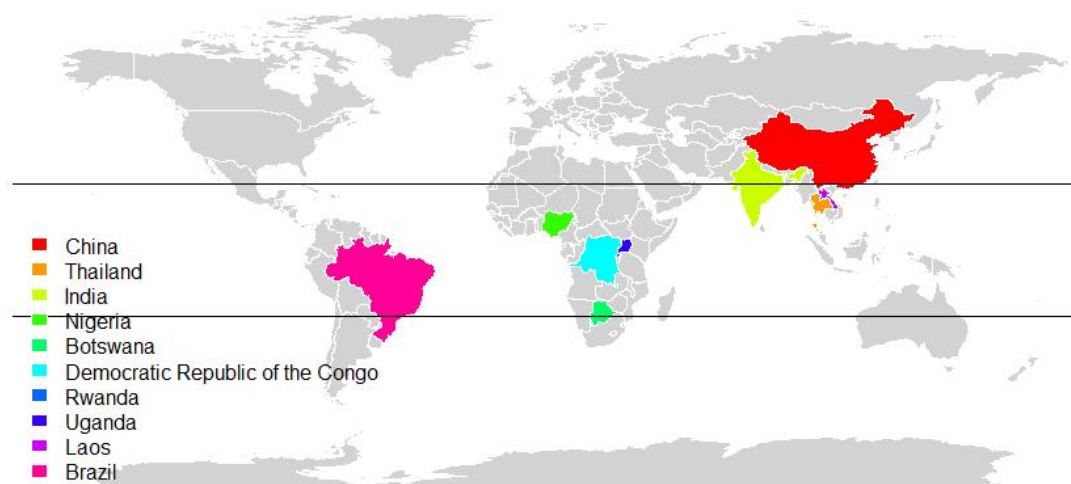 China
Thailand
India
Nigeria
Botswana
Democratic Republic of the Congo
Rwanda
Uganda
Laos
Brazil